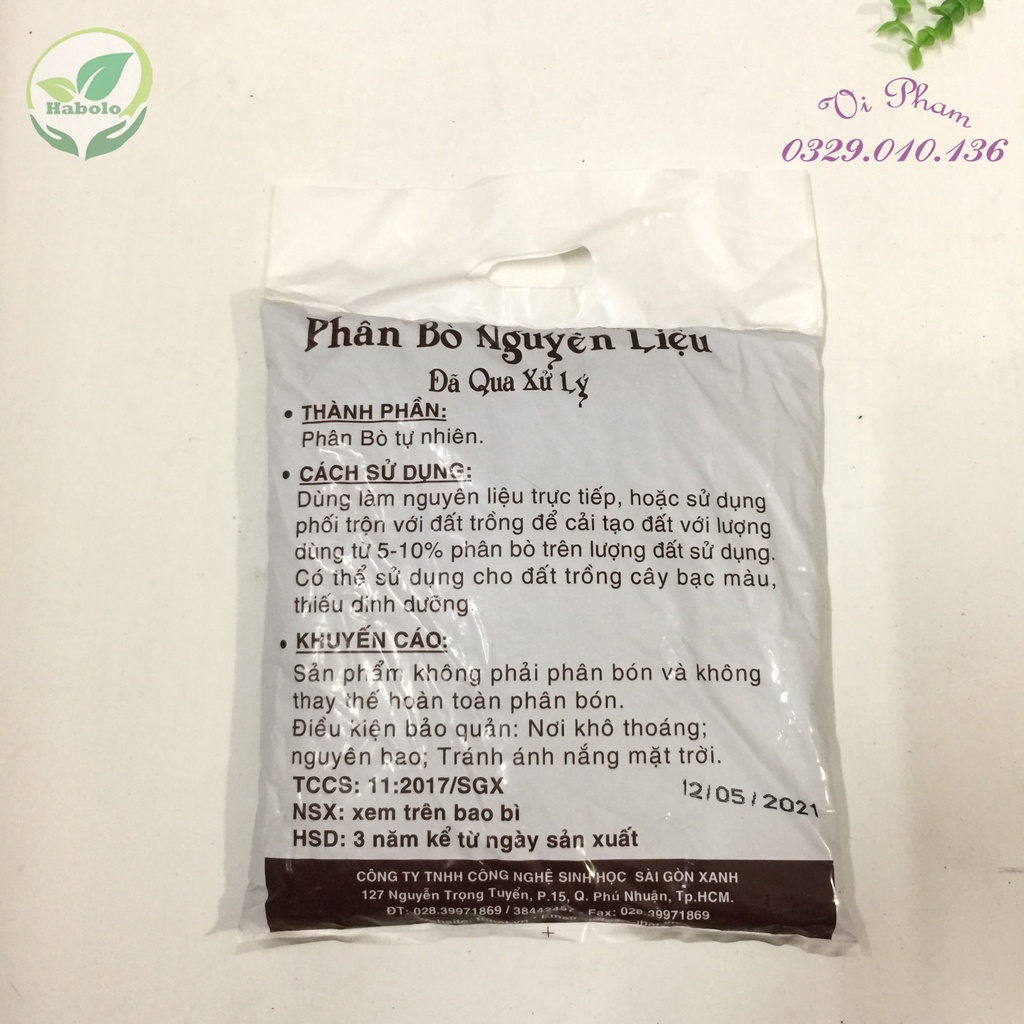 Habolo
Vi Pham
0329.010.136
Phân Bò Nguyên Liệu
Đã Qua Xử Lý
• THÀNH PHẦN:
Phân Bò tự nhiên.
• CÁCH SỬ DỤNG:
Dùng làm nguyên liệu trực tiếp, hoặc sử dụng
phối trộn với đất trồng để cải tạo đất với lượng
dùng từ 5-10% phân bò trên lượng đất sử dụng.
Có thể sử dụng cho đất trồng cây bạc màu,
thiếu dinh dưỡng
• KHUYẾN CÁO:
Sản phẩm không phải phân bón và không
thay thế hoàn toàn phân bón.
Điều kiện bảo quản: Nơi khô thoáng;
nguyên bao; Tránh ánh nắng mặt trời.
TCCS: 11:2017/SGX
12/05/2021
NSX: xem trên bao bì
HSD: 3 năm kể từ ngày sản xuất
CÔNG TY TNHH CÔNG NGHỆ SINH HỌC SÀI GÒN XANH
127 Nguyễn Trọng Tuyển, P.15, Q. Phú Nhuận, Tp.HCM.
ĐT: 028.39971869 / 38442457 - Fax: 028.39971869